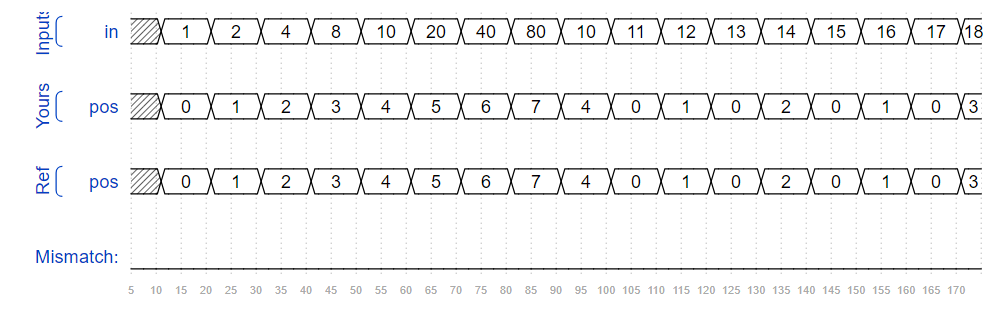 Inputs in 1 2 4 8 10 20 40 80 10 11 12 13 14 15 16 17 18
Yours pos 0 1 2 3 4 5 6 7 4 0 1 0 2 0 1 0 3
Ref pos 0 1 2 3 4 5 6 7 4 0 1 0 2 0 1 0 3
Mismatch:
5 10 15 20 25 30 35 40 45 50 55 60 65 70 75 80 85 90 95 100 105 110 115 120 125 130 135 140 145 150 155 160 165 170